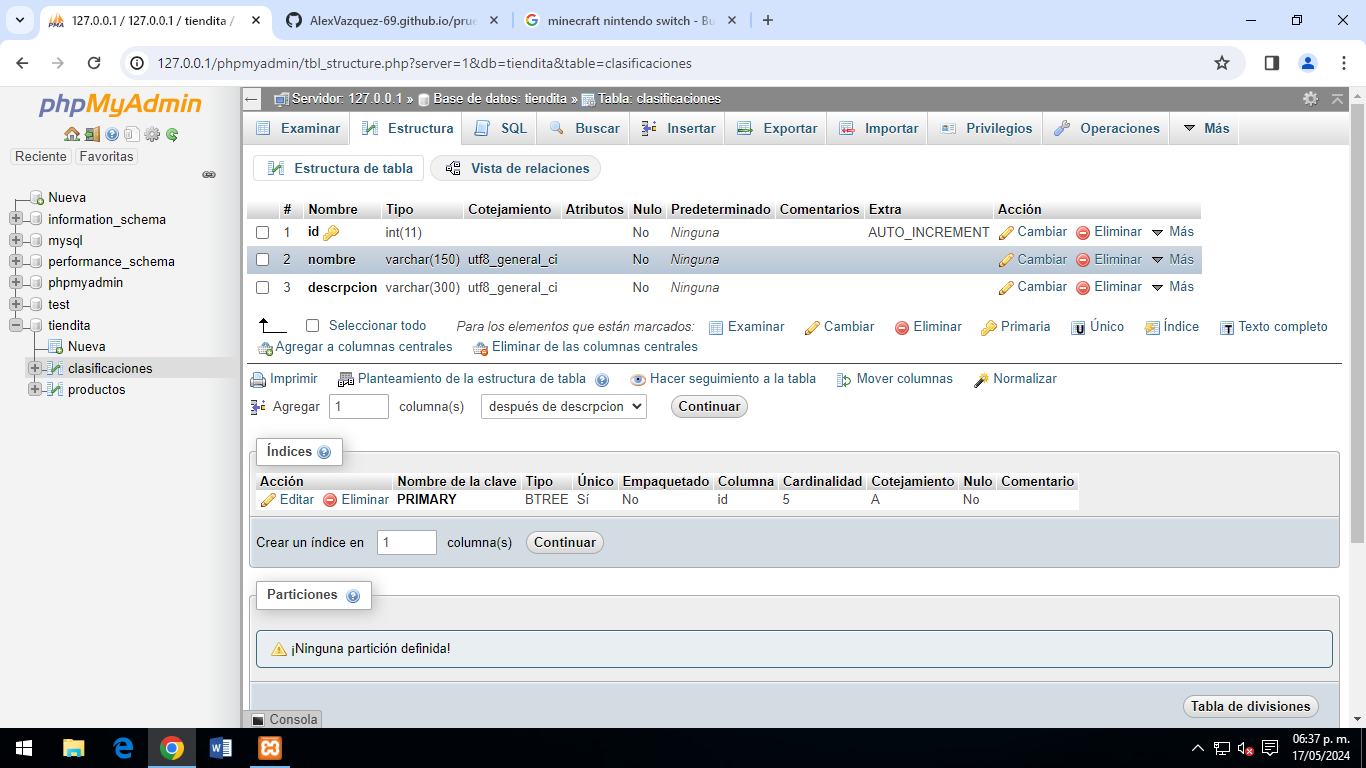 127.0.0.1 / 127.0.0.1 / tiendita /
AlexVazquez-69.github.io/prue
minecraft nintendo switch - Bu
127.0.0.1/phpmyadmin/tbl_structure.php?server=1&db=tiendita&table=clasificaciones
phpMyAdmin
Reciente Favoritas
Nueva
information_schema
mysql
performance_schema
phpmyadmin
test
tiendita
Nueva
clasificaciones
productos
Servidor: 127.0.0.1 » Base de datos: tiendita » Tabla: clasificaciones
Examinar Estructura SQL Buscar Insertar Exportar Importar Privilegios Operaciones Más
Estructura de tabla Vista de relaciones
# Nombre Tipo Cotejamiento Atributos Nulo Predeterminado Comentarios Extra Acción
1 id int(11) No Ninguna AUTO_INCREMENT Cambiar Eliminar Más
2 nombre varchar(150) utf8_general_ci No Ninguna Cambiar Eliminar Más
3 descrpcion varchar(300) utf8_general_ci No Ninguna Cambiar Eliminar Más
Seleccionar todo Para los elementos que están marcados: Examinar Cambiar Eliminar Primaria Único Índice Texto completo
Agregar a columnas centrales Eliminar de las columnas centrales
Imprimir Planteamiento de la estructura de tabla Hacer seguimiento a la tabla Mover columnas Normalizar
Agregar 1 columna(s) después de descrpcion Continuar
Índices
Acción Nombre de la clave Tipo Único Empaquetado Columna Cardinalidad Cotejamiento Nulo Comentario
Editar Eliminar PRIMARY BTREE Sí No id 5 A No
Crear un índice en 1 columna(s) Continuar
Particiones
¡Ninguna partición definida!
Tabla de divisiones
Consola
06:37 p. m.
17/05/2024